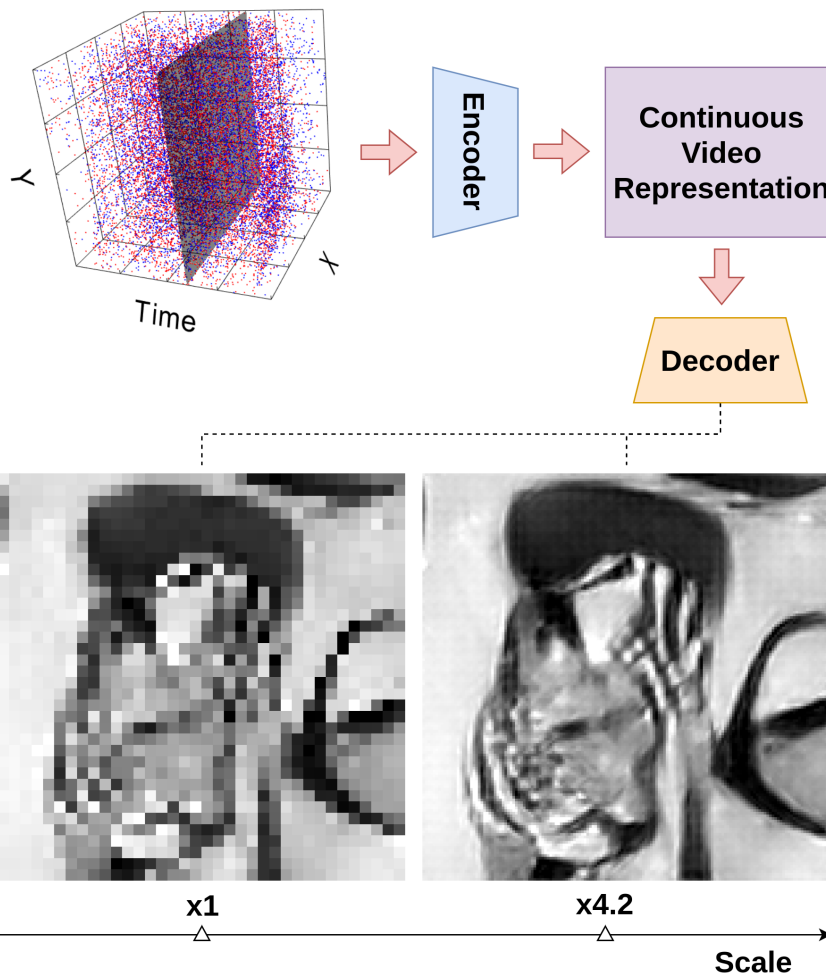 Y
X
Time
Encoder
Continuous
Video
Representation
Decoder
x1
x4.2
Scale